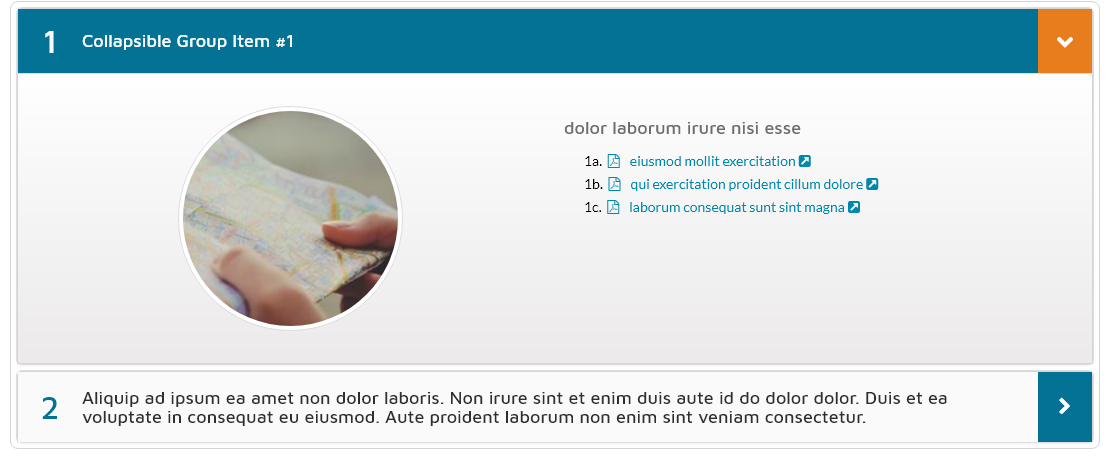 1 Collapsible Group Item #1
dolor laborum irure nisi esse
1a. eiusmod mollit exercitation
1b. qui exercitation proident cillum dolore
1c. laborum consequat sunt sint magna
2 Aliquip ad ipsum ea amet non dolor laboris. Non irure sint et enim duis aute id do dolor dolor. Duis et ea
voluptate in consequat eu eiusmod. Aute proident laborum non enim sint veniam consectetur.